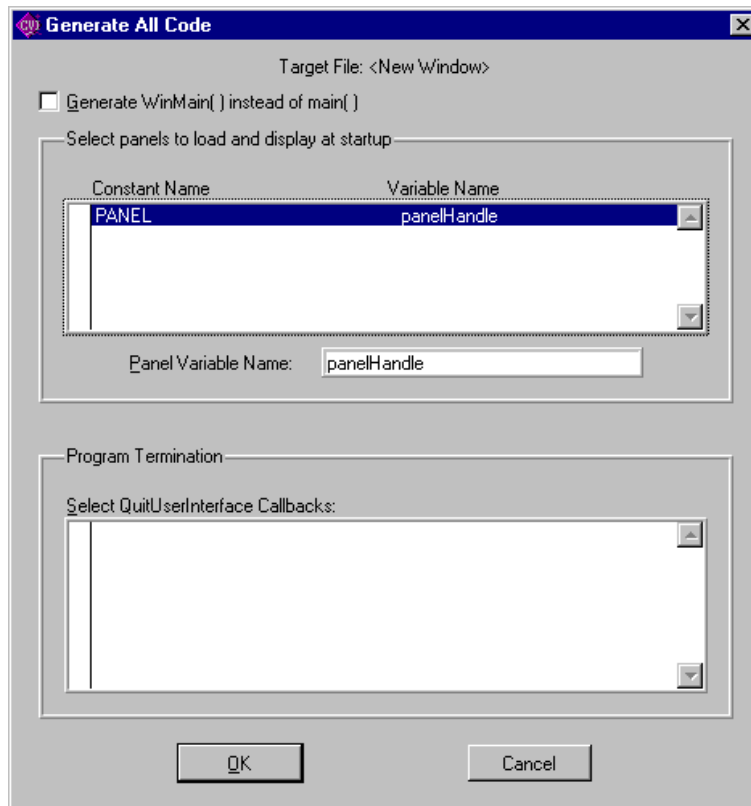 CVI Generate All Code
Target File: <New Window>
Generate WinMain( ) instead of main( )
Select panels to load and display at startup
Constant Name Variable Name
PANEL panelHandle
Panel Variable Name: panelHandle
Program Termination
Select QuitUserInterface Callbacks:
OK Cancel